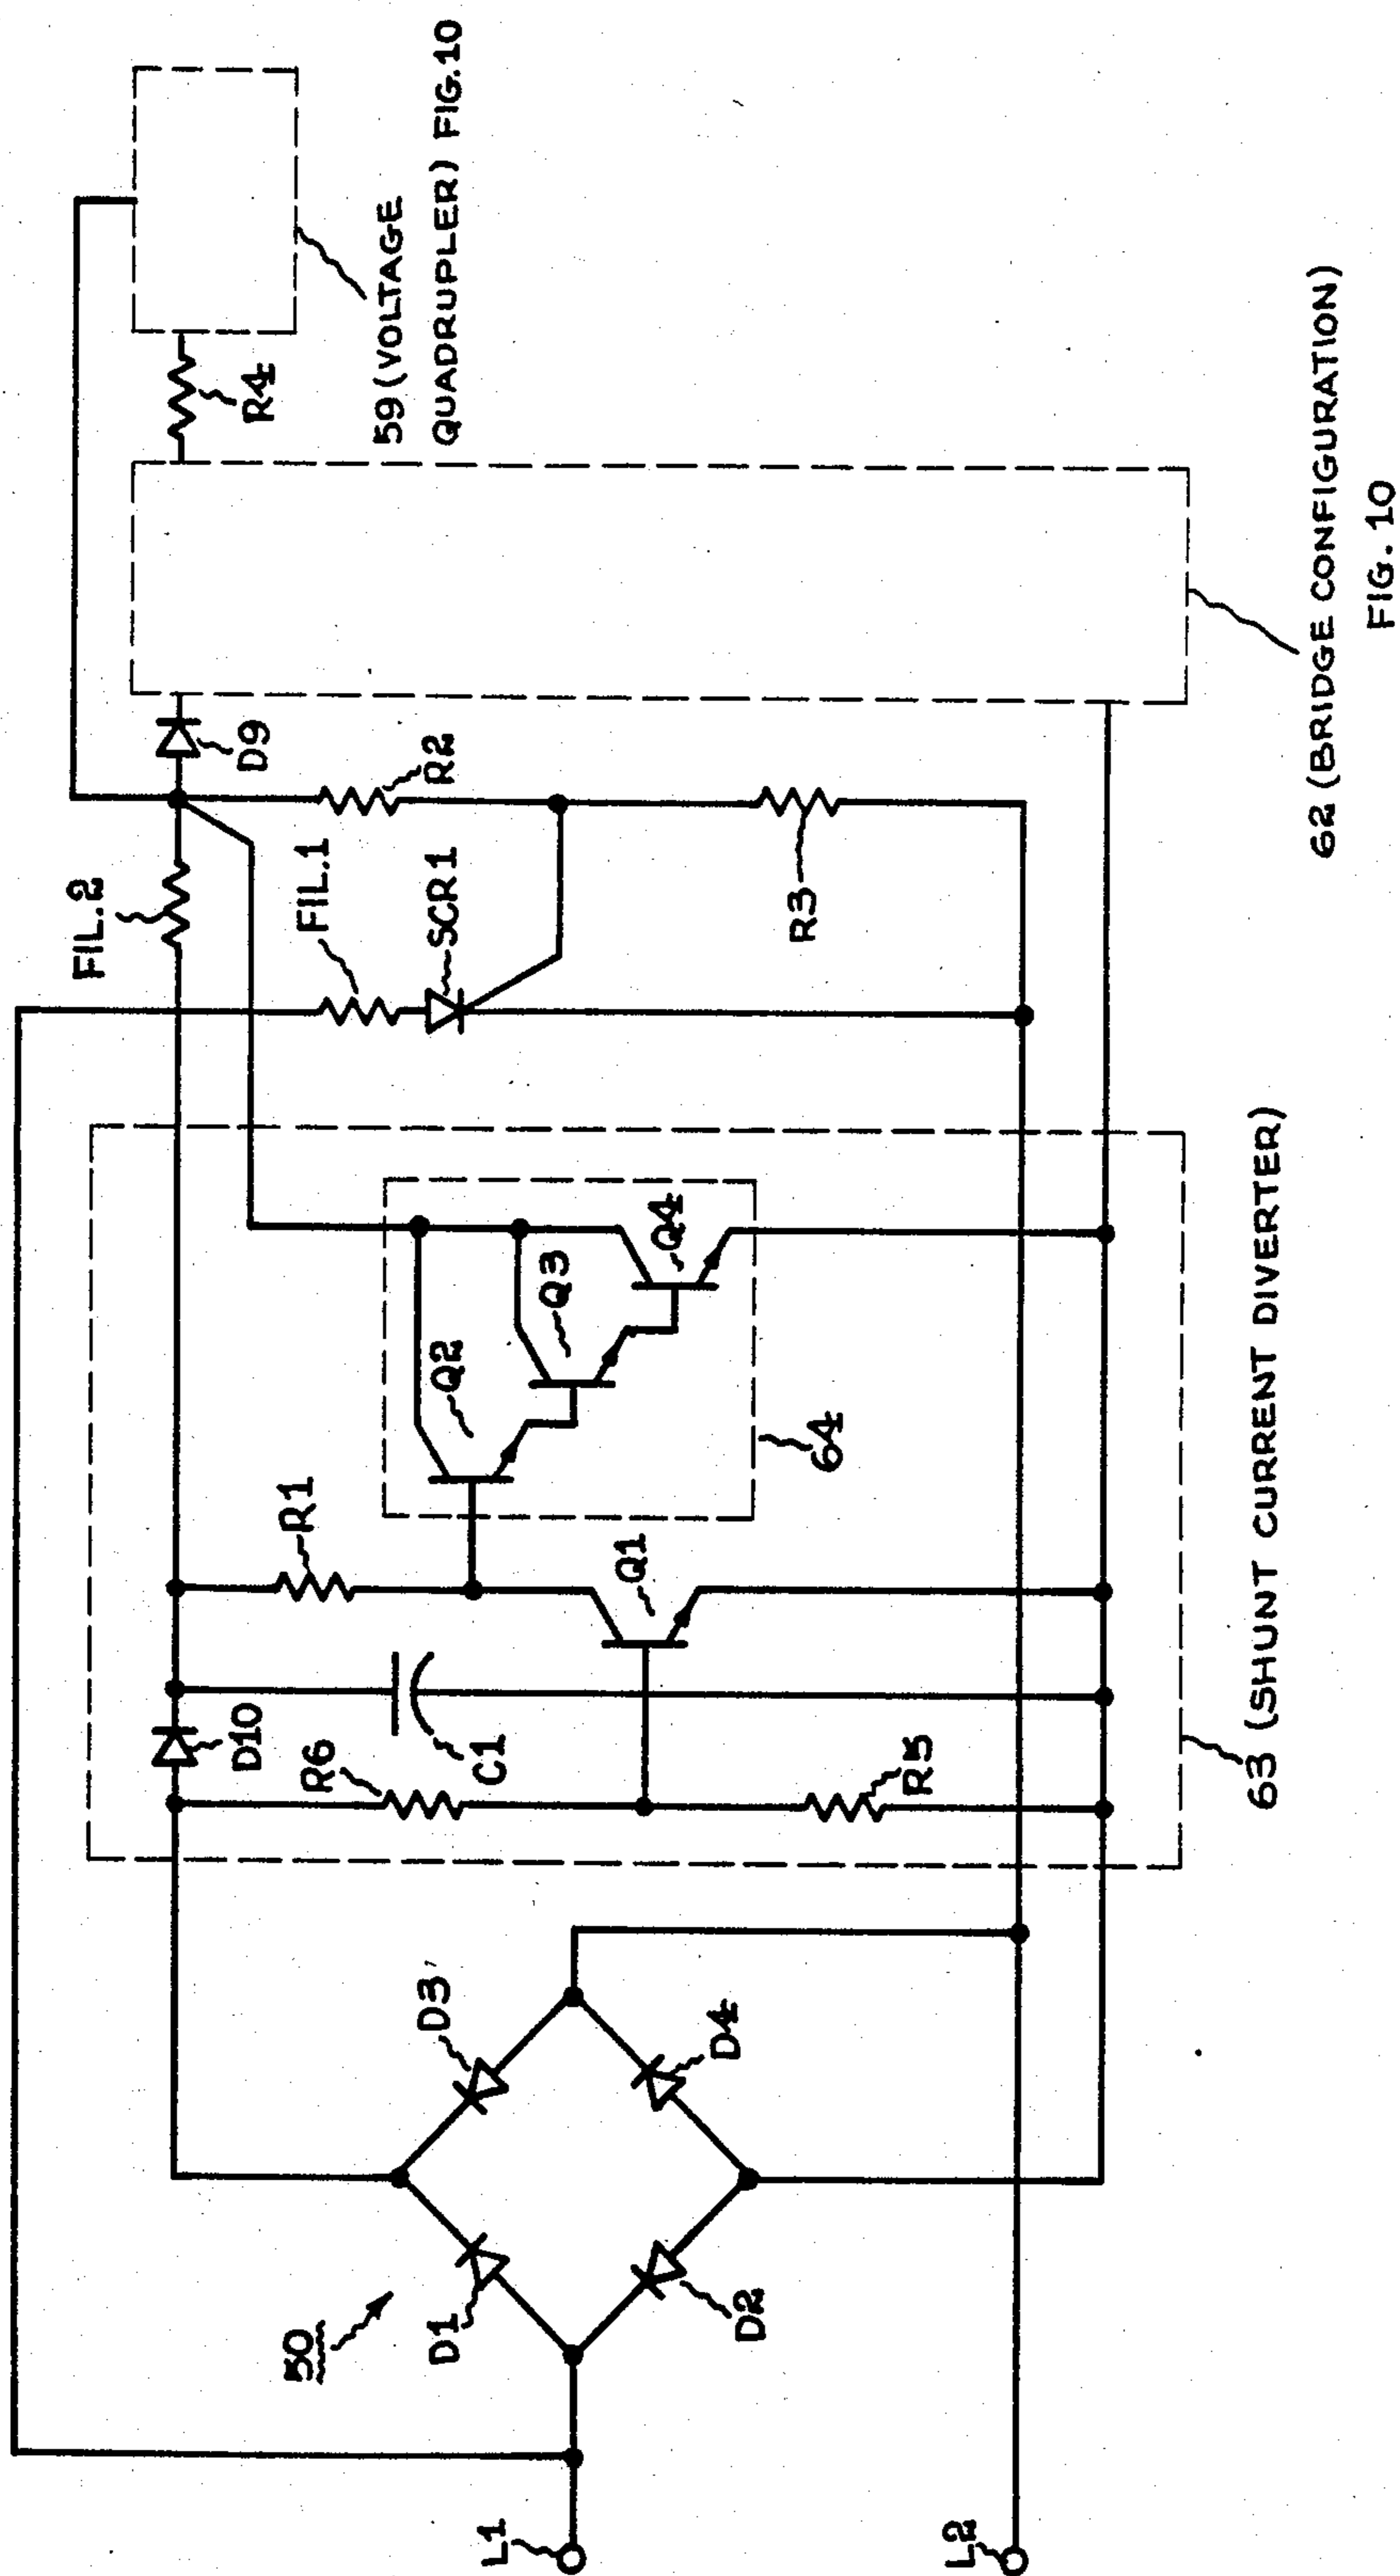 59 (VOLTAGE
QUADRUPLER) FIG.10
R4
D9
FIL.2
FIL.1
R2
SCR1
R3
R1
Q2
Q3
Q4
64
D10
R6
C1
Q1
R5
50
D1
D3
D2
D4
L1
L2
63 (SHUNT CURRENT DIVERTER)
62 (BRIDGE CONFIGURATION)
FIG. 10